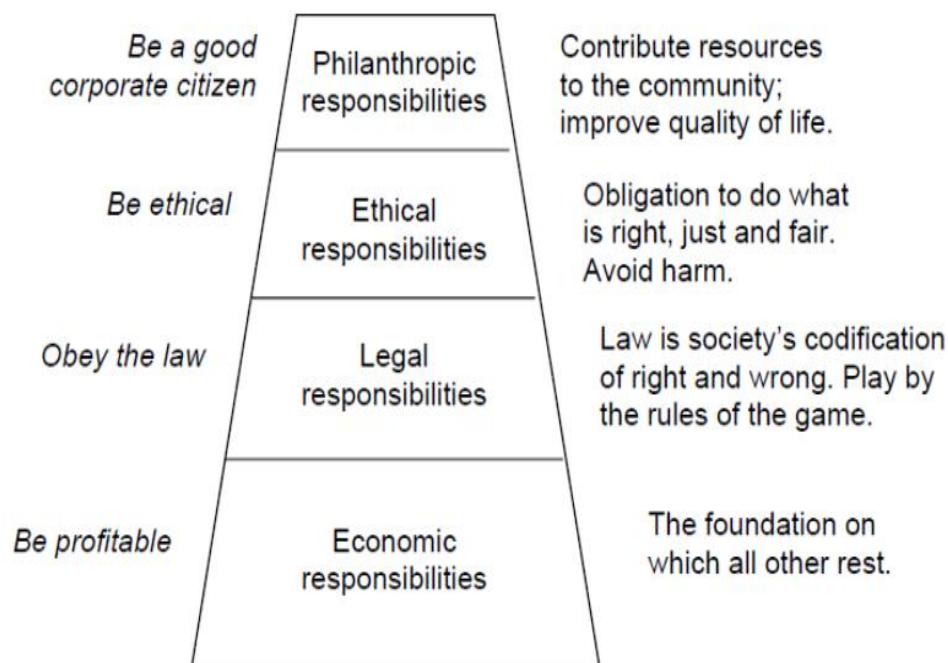 Be a good
corporate citizen
Philanthropic
responsibilities
Contribute resources
to the community;
improve quality of life.
Be ethical
Ethical
responsibilities
Obligation to do what
is right, just and fair.
Avoid harm.
Obey the law
Legal
responsibilities
Law is society's codification
of right and wrong. Play by
the rules of the game.
Be profitable
Economic
responsibilities
The foundation on
which all other rest.